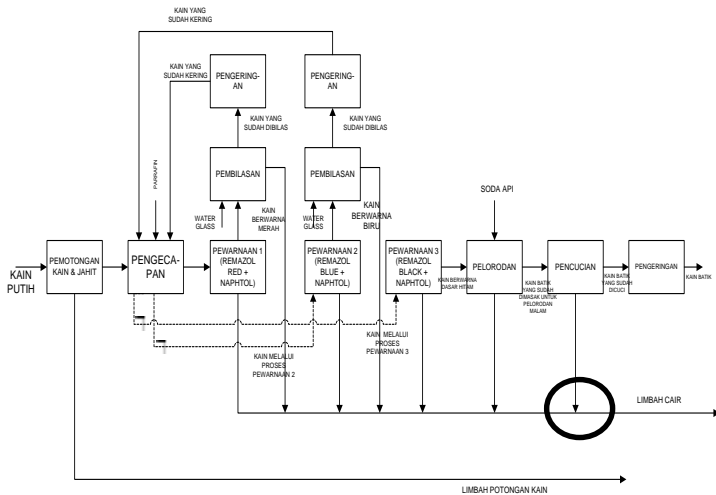 KAIN YANG
SUDAH KERING
KAIN YANG
SUDAH KERING
PENGERING-
AN
PENGERING-
AN
KAIN YANG
SUDAH DIBILAS
KAIN YANG
SUDAH DIBILAS
PARRAFIN
PEMBILASAN
PEMBILASAN
SODA API
WATER
GLASS
KAIN
BERWARNA
MERAH
WATER
GLASS
KAIN
BERWARNA
BIRU
KAIN
PUTIH
PEMOTONGAN
KAIN & JAHIT
PENGECA-
PAN
PEWARNAAN 1
(REMAZOL
RED +
NAPHTOL)
PEWARNAAN 2
(REMAZOL
BLUE +
NAPHTOL)
PEWARNAAN 3
(REMAZOL
BLACK +
NAPHTOL)
KAIN BERWARNA
DASAR HITAM
PELORODAN
KAIN BATIK
YANG SUDAH
DIMASAK UNTUK
PELORODAN
MALAM
PENCUCIAN
KAIN BATIK
YANG SUDAH
DICUCI
PENGERINGAN
KAIN BATIK
KAIN MELALUI
PROSES
PEWARNAAN 2
KAIN MELALUI
PROSES
PEWARNAAN 3
LIMBAH CAIR
LIMBAH POTONGAN KAIN